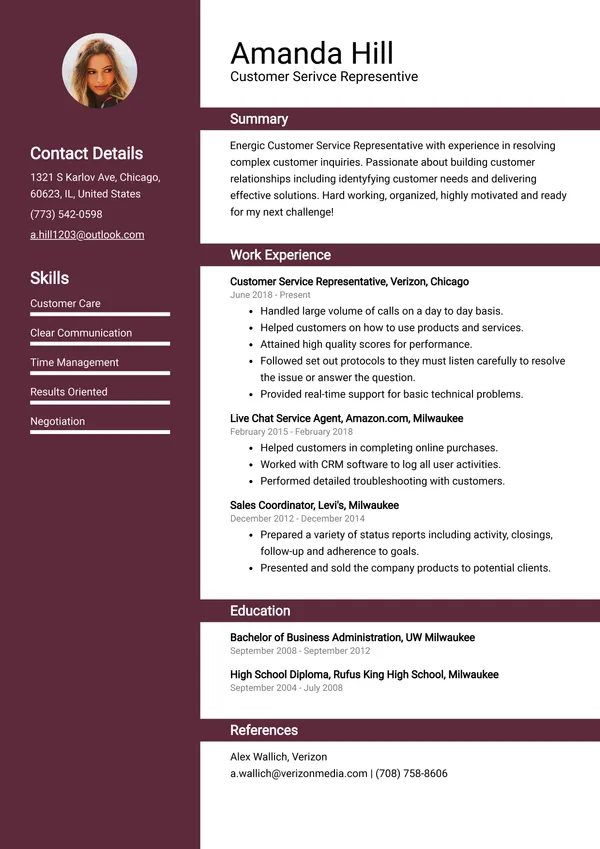 Amanda Hill
Customer Serivce Representive
Contact Details
1321 S Karlov Ave, Chicago,
60623, IL, United States
(773) 542-0598
a.hill1203@outlook.com
Skills
Customer Care
Clear Communication
Time Management
Results Oriented
Negotiation
Summary
Energic Customer Service Representative with experience in resolving
complex customer inquiries. Passionate about building customer
relationships including identyfying customer needs and delivering
effective solutions. Hard working, organized, highly motivated and ready
for my next challenge!
Work Experience
Customer Service Representative, Verizon, Chicago
June 2018 - Present
• Handled large volume of calls on a day to day basis.
• Helped customers on how to use products and services.
• Attained high quality scores for performance.
• Followed set out protocols to they must listen carefully to resolve
the issue or answer the question.
• Provided real-time support for basic technical problems.
Live Chat Service Agent, Amazon.com, Milwaukee
February 2015 - February 2018
• Helped customers in completing online purchases.
• Worked with CRM software to log all user activities.
• Performed detailed troubleshooting with customers.
Sales Coordinator, Levi's, Milwaukee
December 2012 - December 2014
• Prepared a variety of status reports including activity, closings,
follow-up and adherence to goals.
• Presented and sold the company products to potential clients.
Education
Bachelor of Business Administration, UW Milwaukee
September 2008 - September 2012
High School Diploma, Rufus King High School, Milwaukee
September 2004 - July 2008
References
Alex Wallich, Verizon
a.wallich@verizonmedia.com | (708) 758-8606